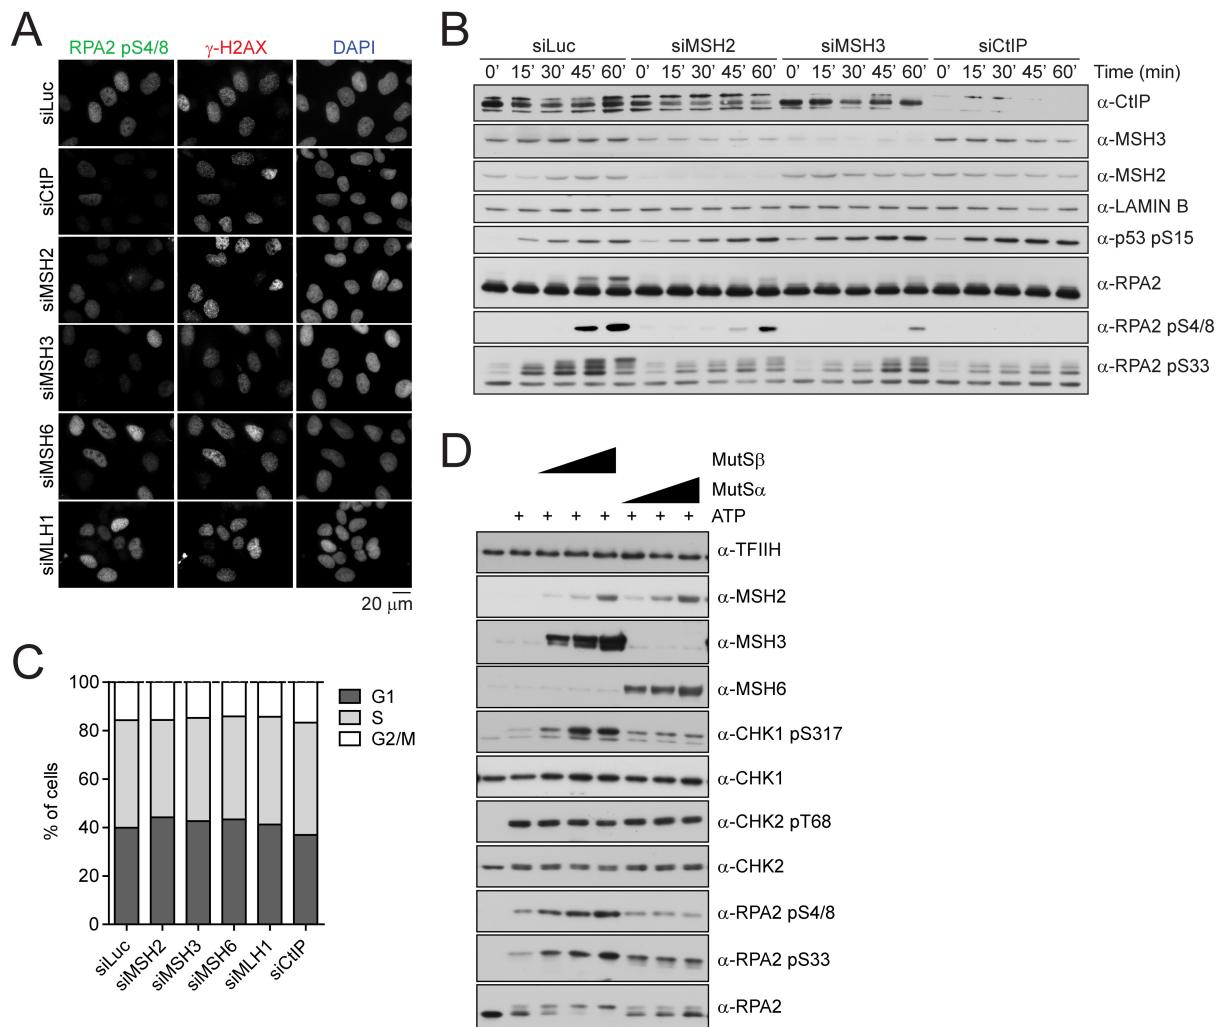 A
RPA2 pS4/8 γ-H2AX DAPI
siLuc
siCtIP
siMSH2
siMSH3
siMSH6
siMLH1
20 μm
B
siLuc siMSH2 siMSH3 siCtIP
0' 15' 30' 45' 60' 0' 15' 30' 45' 60' 0' 15' 30' 45' 60' 0' 15' 30' 45' 60' Time (min)
α-CtIP
α-MSH3
α-MSH2
α-LAMIN B
α-p53 pS15
α-RPA2
α-RPA2 pS4/8
α-RPA2 pS33
C
% of cells
100
80
60
40
20
0
siLuc siMSH2 siMSH3 siMSH6 siMLH1 siCtIP
G1
S
G2/M
D
MutSβ
MutSα
+ + + + + + + ATP
α-TFIIH
α-MSH2
α-MSH3
α-MSH6
α-CHK1 pS317
α-CHK1
α-CHK2 pT68
α-CHK2
α-RPA2 pS4/8
α-RPA2 pS33
α-RPA2